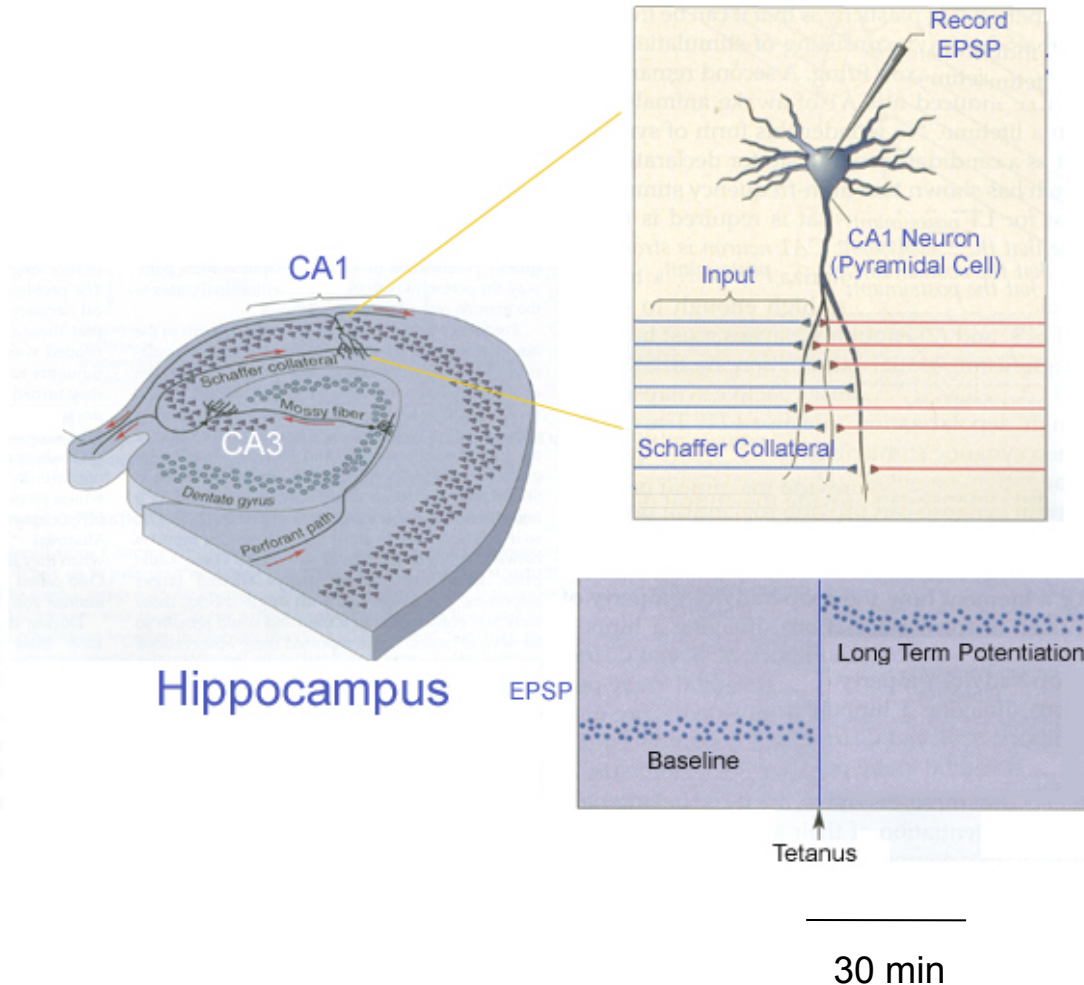 Record
EPSP
CA1 Neuron
(Pyramidal Cell)
Input
Schaffer Collateral
CA1
Schaffer collateral
Mossy fiber
CA3
Dentate gyrus
Perforant path
Hippocampus
EPSP
Long Term Potentiation
Baseline
Tetanus
30 min